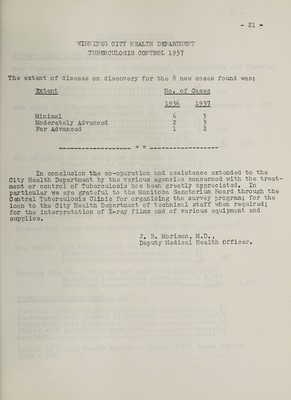 - 21 -
WINNIPEG CITY HEALTH DEPARTMENT
TUBERCULOSIS CONTROL 1957
The extent of disease on discovery for the 8 new cases found was:
Extent No. of Cases
1956 1957
Minimal 4 3
Moderately Advanced 2 3
Far Advanced 1 2
------------------- " " -------------------
In conclusion the co-operation and assistance extended to the
City Health Department by the various agencies concerned with the treat-
ment or control of Tuberculosis has been greatly appreciated. In
particular we are grateful to the Manitoba Sanatorium Board through the
Central Tuberculosis Clinic for organizing the survey program; for the
loan to the City Health Department of technical staff when required;
for the interpretation of X-ray films and of various equipment and
supplies.
J. B. Morison, M.D.,
Deputy Medical Health Officer.